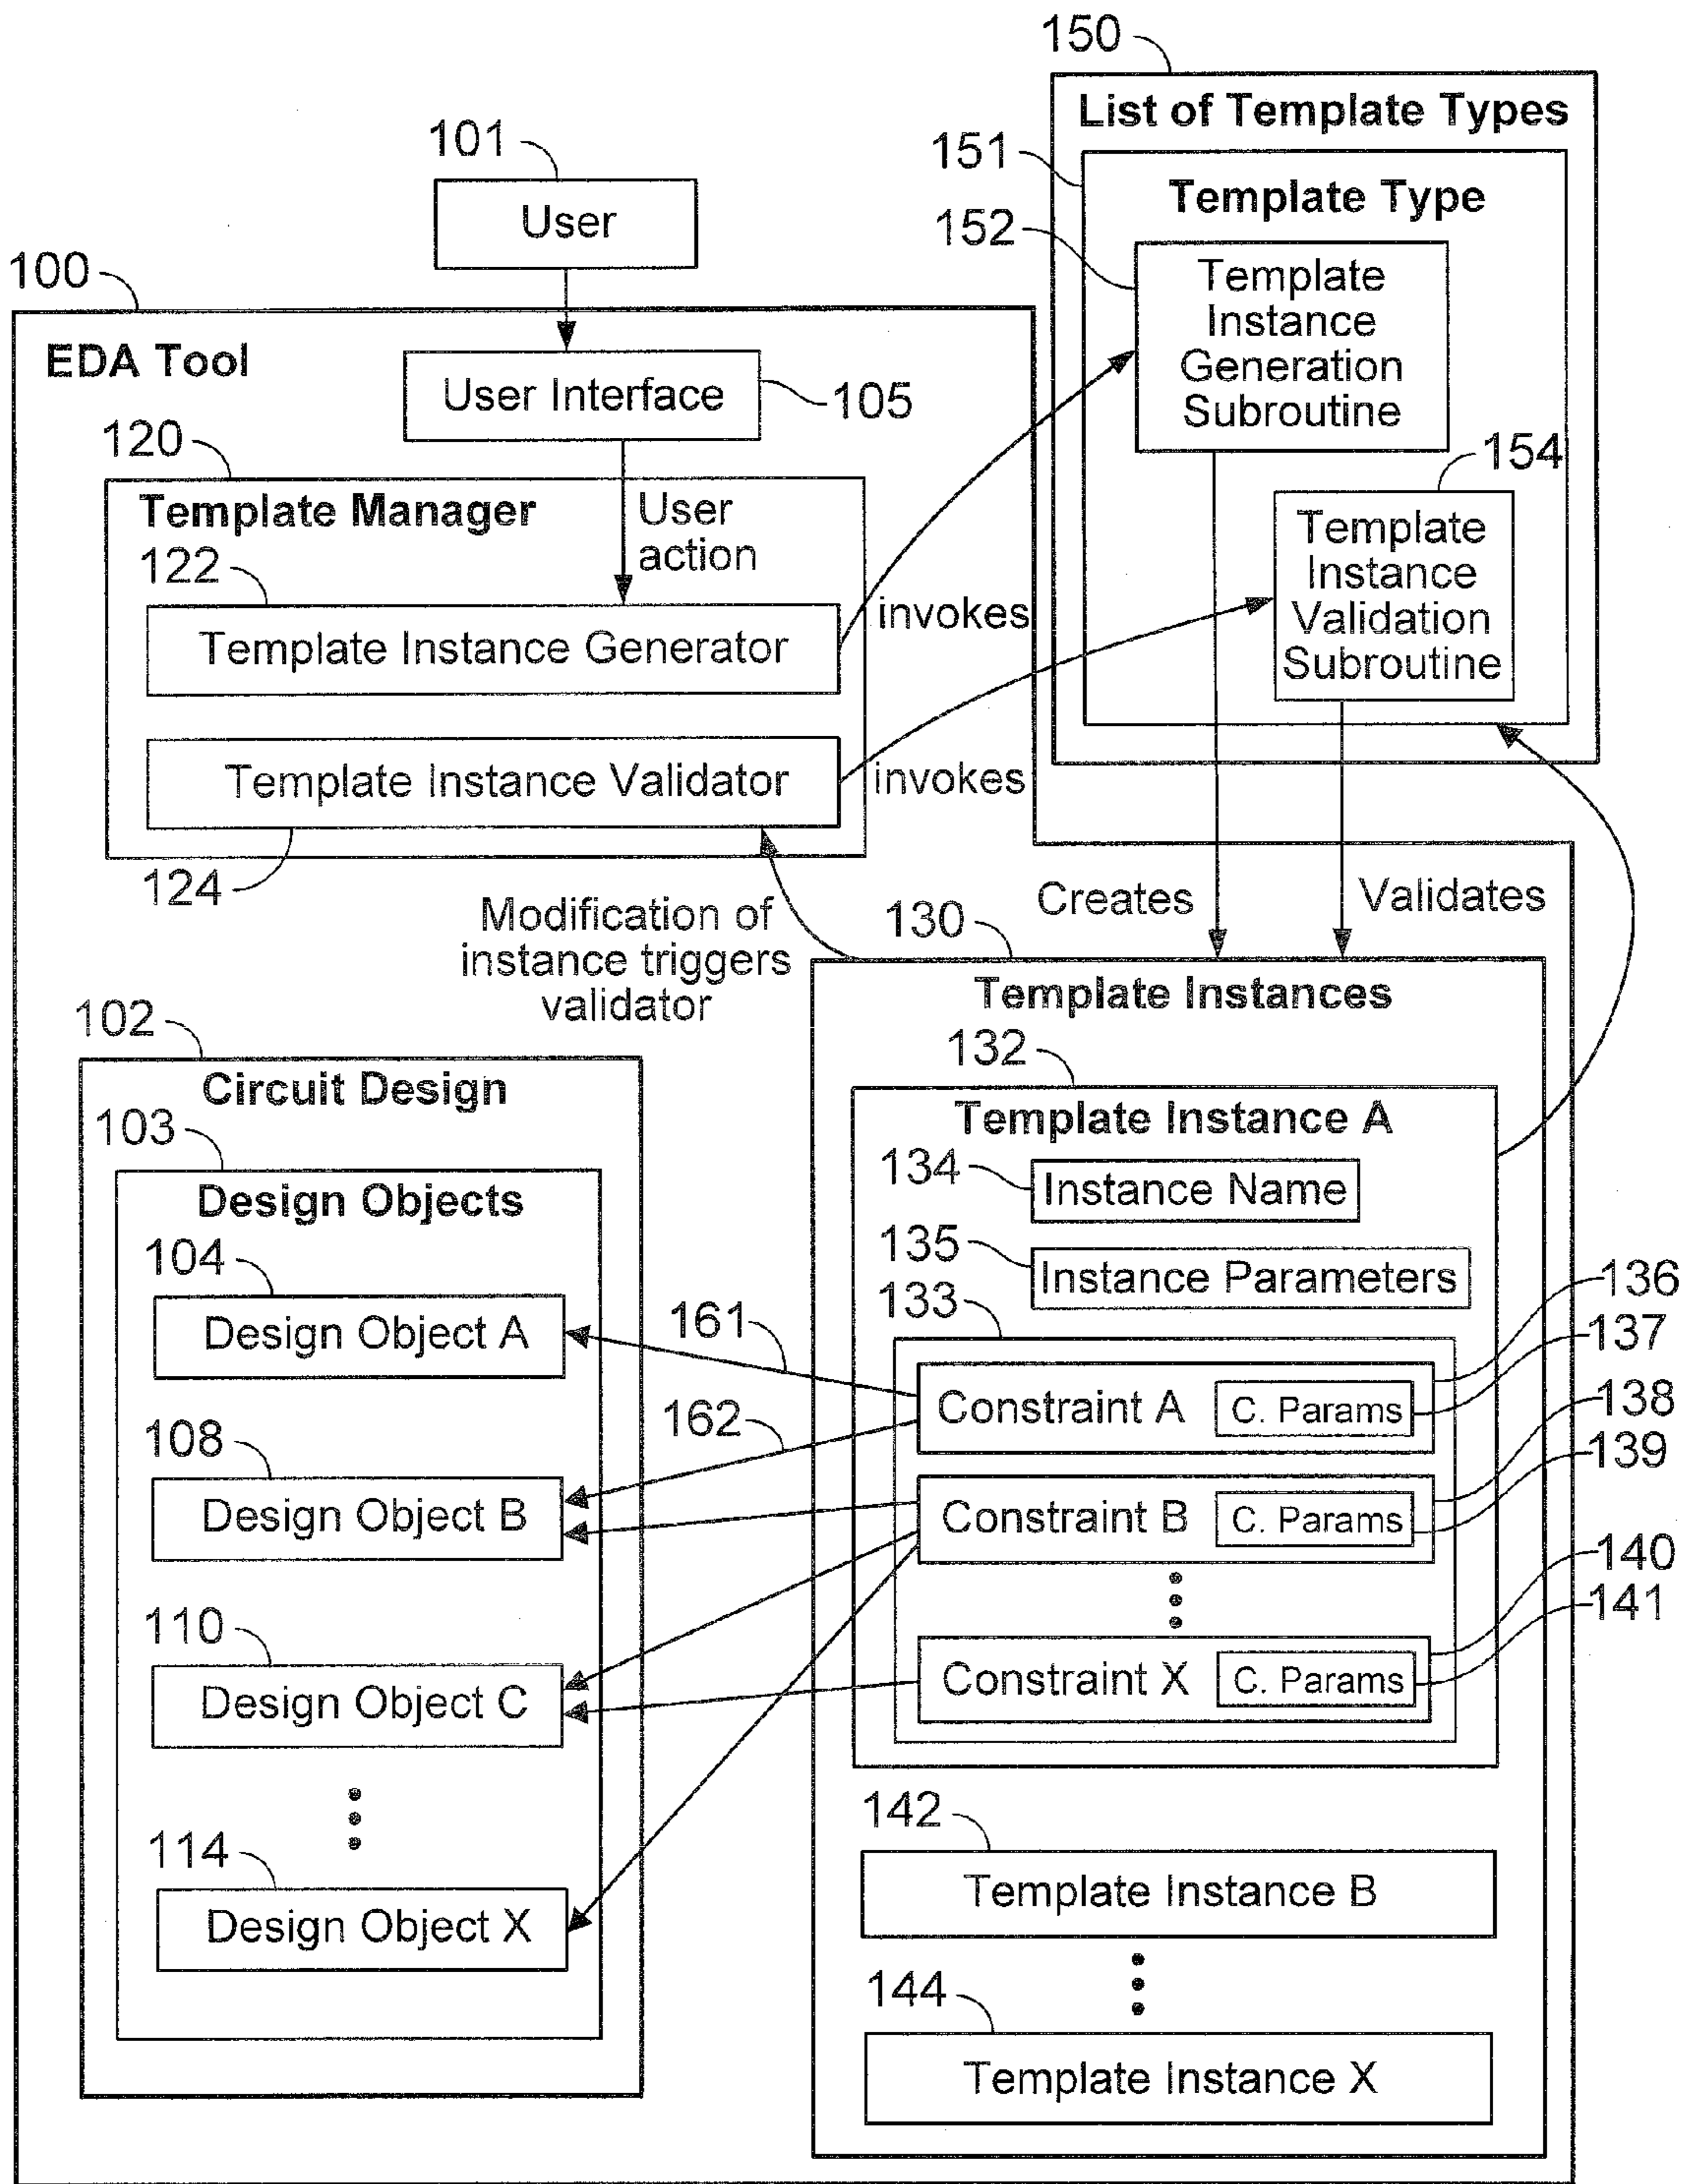 150
List of Template Types
101
151
Template Type
User
152
Template
Instance
Generation
Subroutine
100
EDA Tool
User Interface
105
120
154
Template Manager
User
action
Template
Instance
Validation
Subroutine
122
invokes
Template Instance Generator
Template Instance Validator
invokes
124
Creates
Validates
Modification of
instance triggers
validator
130
Template Instances
102
Circuit Design
132
Template Instance A
103
Design Objects
134
Instance Name
104
135
Instance Parameters
136
133
137
Design Object A
161
Constraint A
C. Params
138
108
162
139
Design Object B
Constraint B
C. Params
140
110
141
Design Object C
Constraint X
C. Params
142
114
Template Instance B
Design Object X
144
Template Instance X